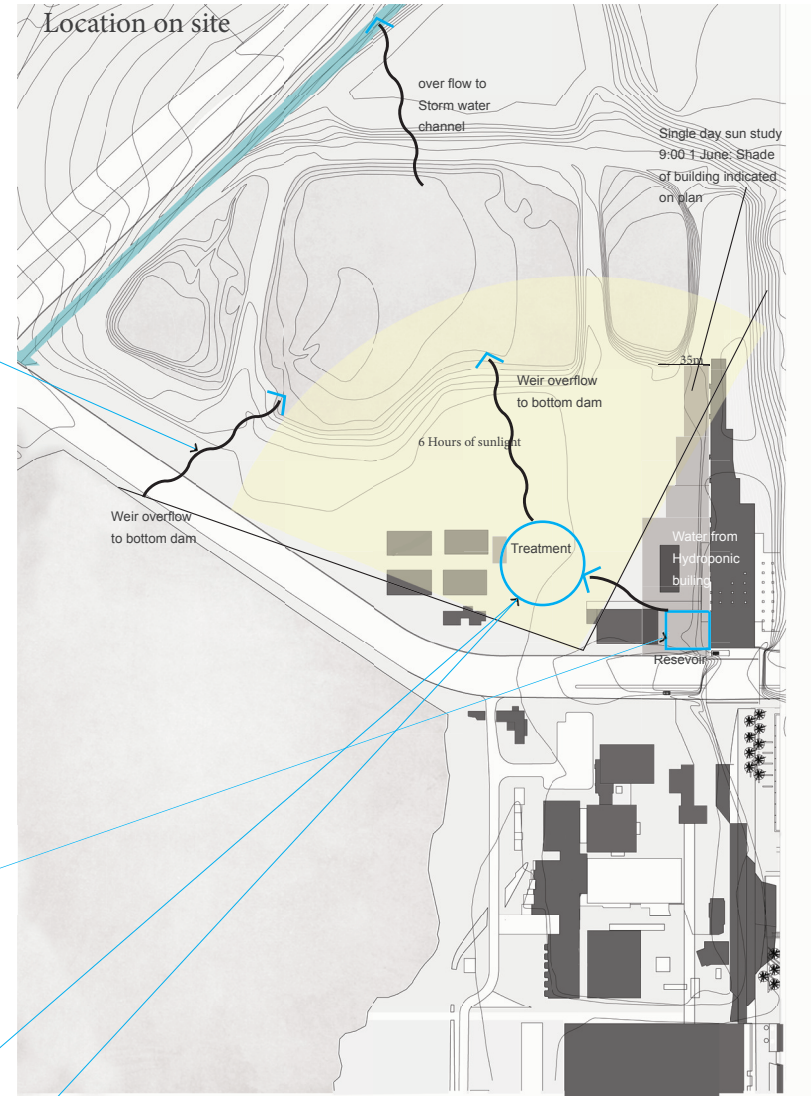 Location on site
over flow to
Storm water
channel
Single day sun study
9:00 1 June: Shade
of building indicated
on plan
35m
Weir overflow
to bottom dam
6 Hours of sunlight
Weir overflow
to bottom dam
Treatment
Water from
Hydroponic
builing
Resevoir